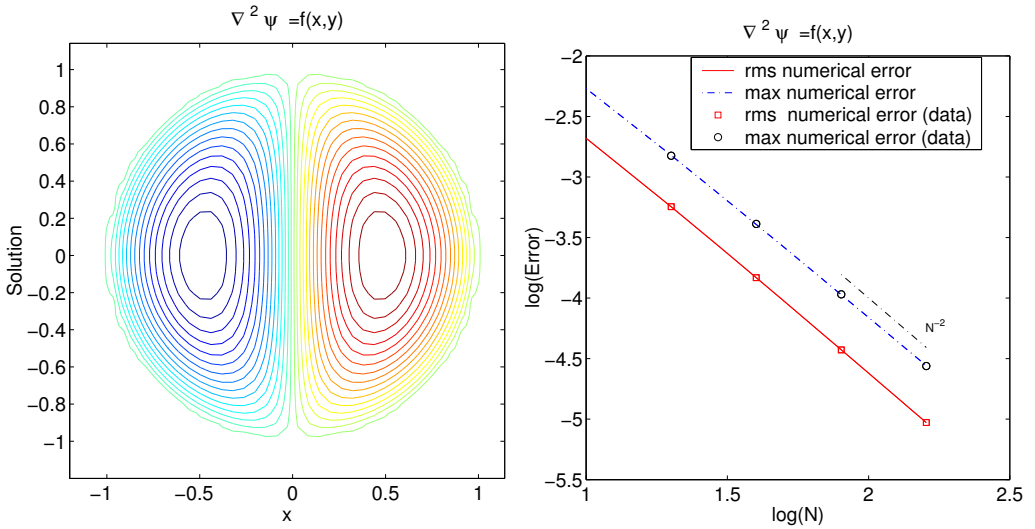 ∇ 2 ψ =f(x,y)
Solution
1
0.8
0.6
0.4
0.2
0
−0.2
−0.4
−0.6
−0.8
−1
−1
−0.5
0
0.5
1
x
∇ 2 ψ =f(x,y)
rms numerical error
max numerical error
rms numerical error (data)
max numerical error (data)
log(Error)
−2
−2.5
−3
−3.5
−4
−4.5
−5
−5.5
N−2
1
1.5
2
2.5
log(N)